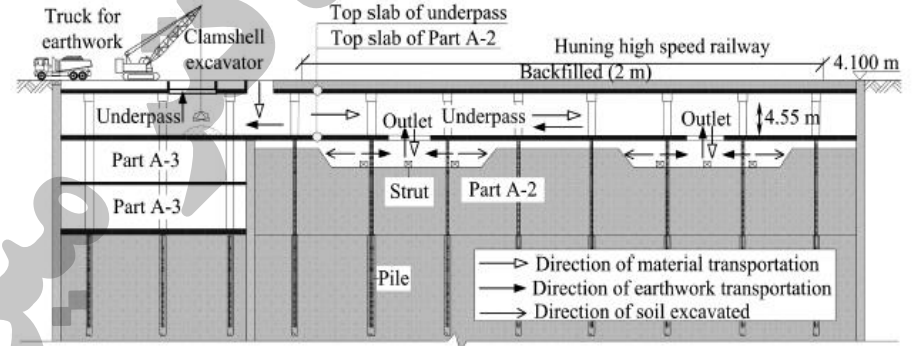 Truck for
earthwork
Clamshell
excavator
Top slab of underpass
Top slab of Part A-2
Huning high speed railway
4.100 m
Backfilled (2 m)
Underpass
Outlet
Underpass
Outlet
4.55 m
Part A-3
Strut
Part A-2
Part A-3
Pile
Direction of material transportation
Direction of earthwork transportation
Direction of soil excavated